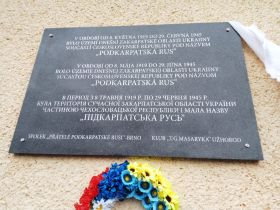 V OBDOBÍ OD 8. KVĚTNA 1919 DO 29. ČERVNA 1945
BYLO ÚZEMÍ DNEŠNÍ ZAKARPATSKÉ OBLASTI UKRAJINY
SOUČÁSTÍ ČESKOSLOVENSKÉ REPUBLIKY POD NÁZVEM
"PODKARPATSKÁ RUS"
V OBDOBÍ OD 8. MÁJA 1919 DO 29. JÚNA 1945
BOLO ÚZEMIE DNEŠNEJ ZAKARPATSKEJ OBLASTI UKRAJINY
SÚČASŤOU ČESKOSLOVENSKEJ REPUBLIKY POD NÁZVOM
"PODKARPATSKÁ RUS"
В ПЕРІОД З 8 ТРАВНЯ 1919 ПО 29 ЧЕРВНЯ 1945 Р.
БУЛА ТЕРИТОРІЯ СУЧАСНОЇ ЗАКАРПАТСЬКОЇ ОБЛАСТІ УКРАЇНИ
ЧАСТИНОЮ ЧЕХОСЛОВАЦЬКОЇ РЕСПУБЛІКИ І МАЛА НАЗВУ
"ПІДКАРПАТСЬКА РУСЬ"
SPOLEK „PŘÁTELÉ PODKARPATSKÉ RUSI" - BRNO KLUB „T.G. MASARYKA" UŽHOROD